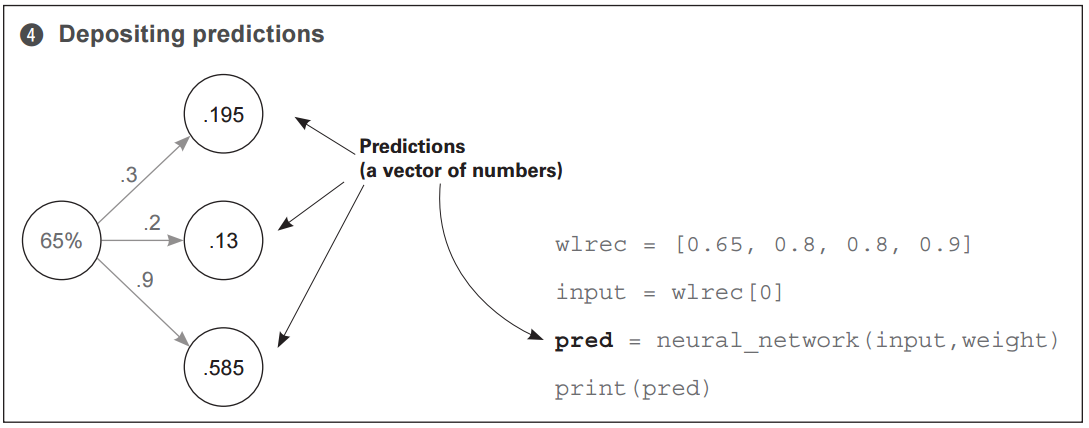 4 Depositing predictions
.195
Predictions
(a vector of numbers)
.3
65%
.2
.13
.9
.585
wlrec = [0.65, 0.8, 0.8, 0.9]
input = wlrec[0]
pred = neural_network(input,weight)
print(pred)